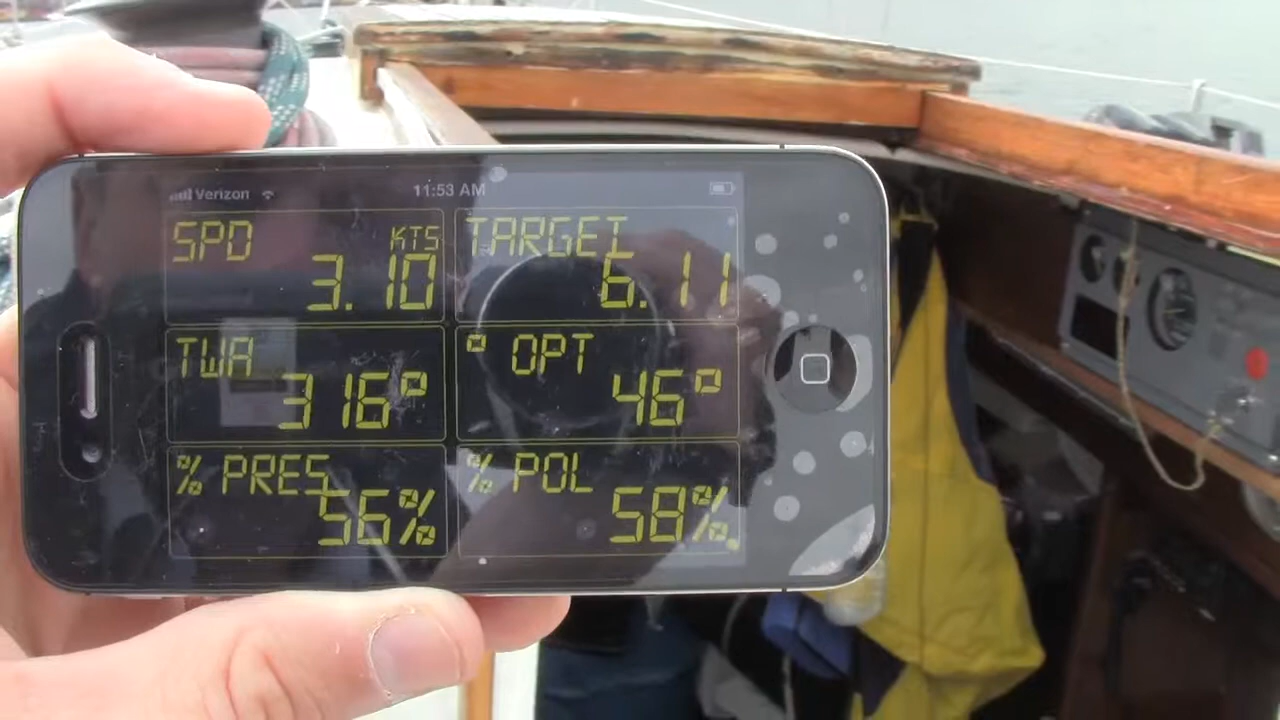 Verizon 11:53 AM
SPD KTS
3.10
TARGET
6.11
TWA
316°
° OPT
46°
% PRES
56%
% POL
58%